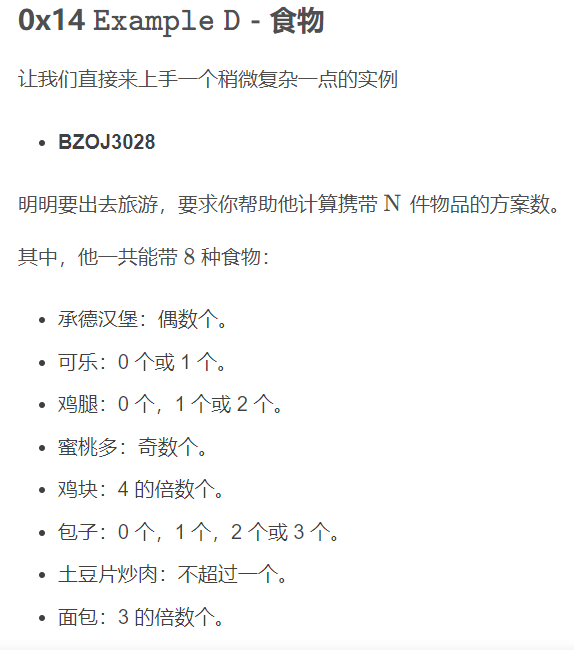 0x14 Example D - 食物
让我们直接来上手一个稍微复杂一点的实例
• BZOJ3028
明明要出去旅游，要求你帮助他计算携带 N 件物品的方案数。
其中，他一共能带 8 种食物：
• 承德汉堡：偶数个。
• 可乐：0 个或 1 个。
• 鸡腿：0 个，1 个或 2 个。
• 蜜桃多：奇数个。
• 鸡块：4 的倍数个。
• 包子：0 个，1 个，2 个或 3 个。
• 土豆片炒肉：不超过一个。
• 面包：3 的倍数个。